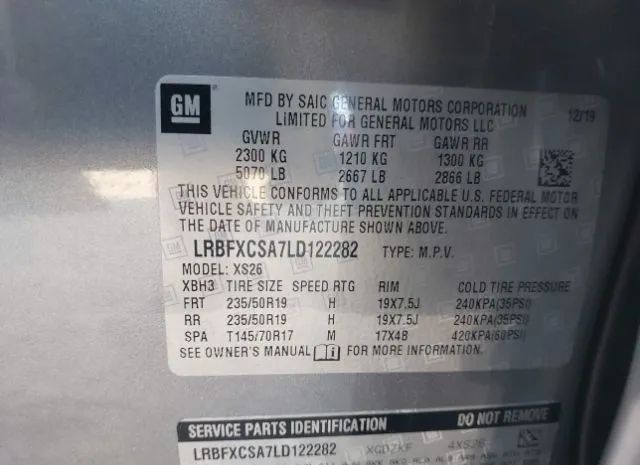 GM
MFD BY SAIC GENERAL MOTORS CORPORATION 12/19
LIMITED FOR GENERAL MOTORS LLC
GVWR GAWR FRT GAWR RR
2300 KG 1210 KG 1300 KG
5070 LB 2667 LB 2866 LB
THIS VEHICLE CONFORMS TO ALL APPLICABLE U.S. FEDERAL MOTOR
VEHICLE SAFETY AND THEFT PREVENTION STANDARDS IN EFFECT ON
THE DATE OF MANUFACTURE SHOWN ABOVE.
LRBFXCSA7LD122282 TYPE: M.P.V.
MODEL: XS26
XBH3 TIRE SIZE SPEED RTG RIM COLD TIRE PRESSURE
FRT 235/50R19 H 19X7.5J 240KPA(35PSI)
RR 235/50R19 H 19X7.5J 240KPA(35PSI)
SPA T145/70R17 M 17X4B 420KPA(60PSI)
SEE OWNER'S MANUAL FOR MORE INFORMATION.
SERVICE PARTS IDENTIFICATION DO NOT REMOVE
LRBFXCSA7LD122282 4XS26